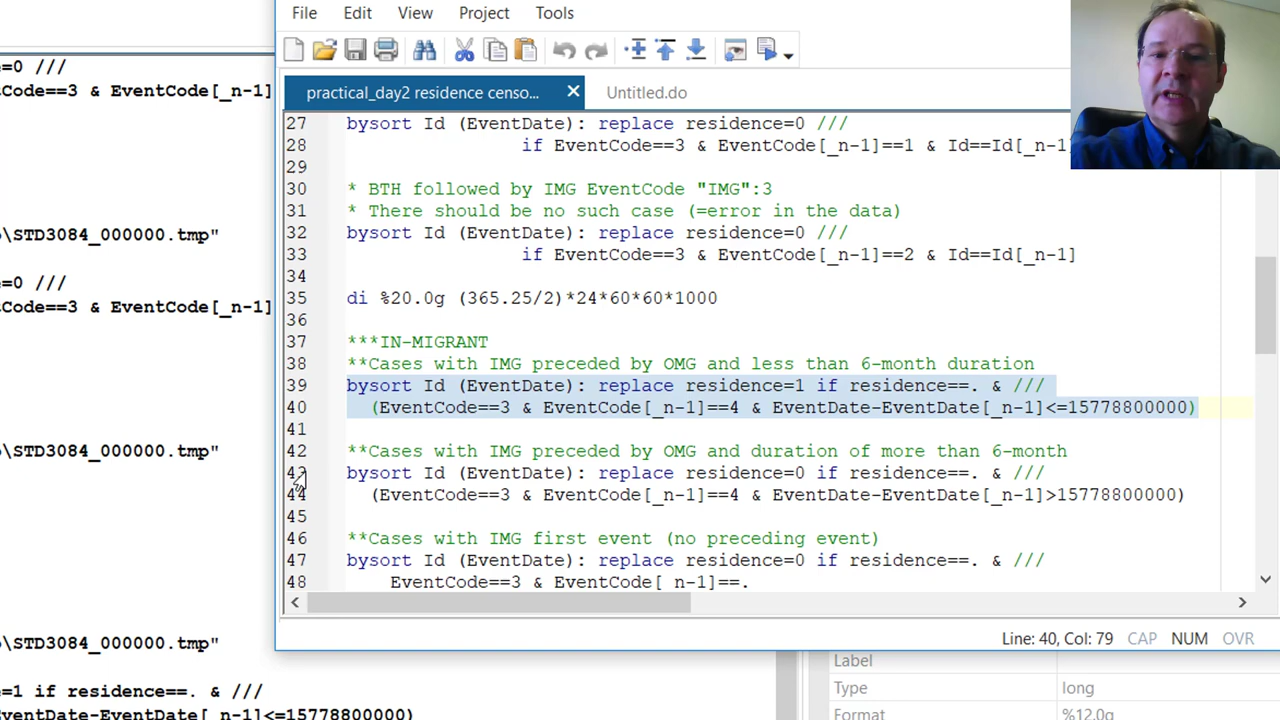 File Edit View Project Tools
practical_day2 residence censo... Untitled.do
=0 ///
Code==3 & EventCode[_n-1]
\STD3084_000000.tmp"
=0 ///
Code==3 & EventCode[_n-1]
\STD3084_000000.tmp"
\STD3084_000000.tmp"
=1 if residence==. & ///
EventDate-EventDate[_n-1]<=15778800000)
27 bysort Id (EventDate): replace residence=0 ///
28 if EventCode==3 & EventCode[_n-1]==1 & Id==Id[_n-1]
29
30 * BTH followed by IMG EventCode "IMG":3
31 * There should be no such case (=error in the data)
32 bysort Id (EventDate): replace residence=0 ///
33 if EventCode==3 & EventCode[_n-1]==2 & Id==Id[_n-1]
34
35 di %20.0g (365.25/2)*24*60*60*1000
36
37 ***IN-MIGRANT
38 **Cases with IMG preceded by OMG and less than 6-month duration
39 bysort Id (EventDate): replace residence=1 if residence==. & ///
40 (EventCode==3 & EventCode[_n-1]==4 & EventDate-EventDate[_n-1]<=15778800000)
41
42 **Cases with IMG preceded by OMG and duration of more than 6-month
43 bysort Id (EventDate): replace residence=0 if residence==. & ///
44 (EventCode==3 & EventCode[_n-1]==4 & EventDate-EventDate[_n-1]>15778800000)
45
46 **Cases with IMG first event (no preceding event)
47 bysort Id (EventDate): replace residence=0 if residence==. & ///
48 EventCode==3 & EventCode[_n-1]==.
Line: 40, Col: 79 CAP NUM OVR
Label
Type long
Format %12.0g